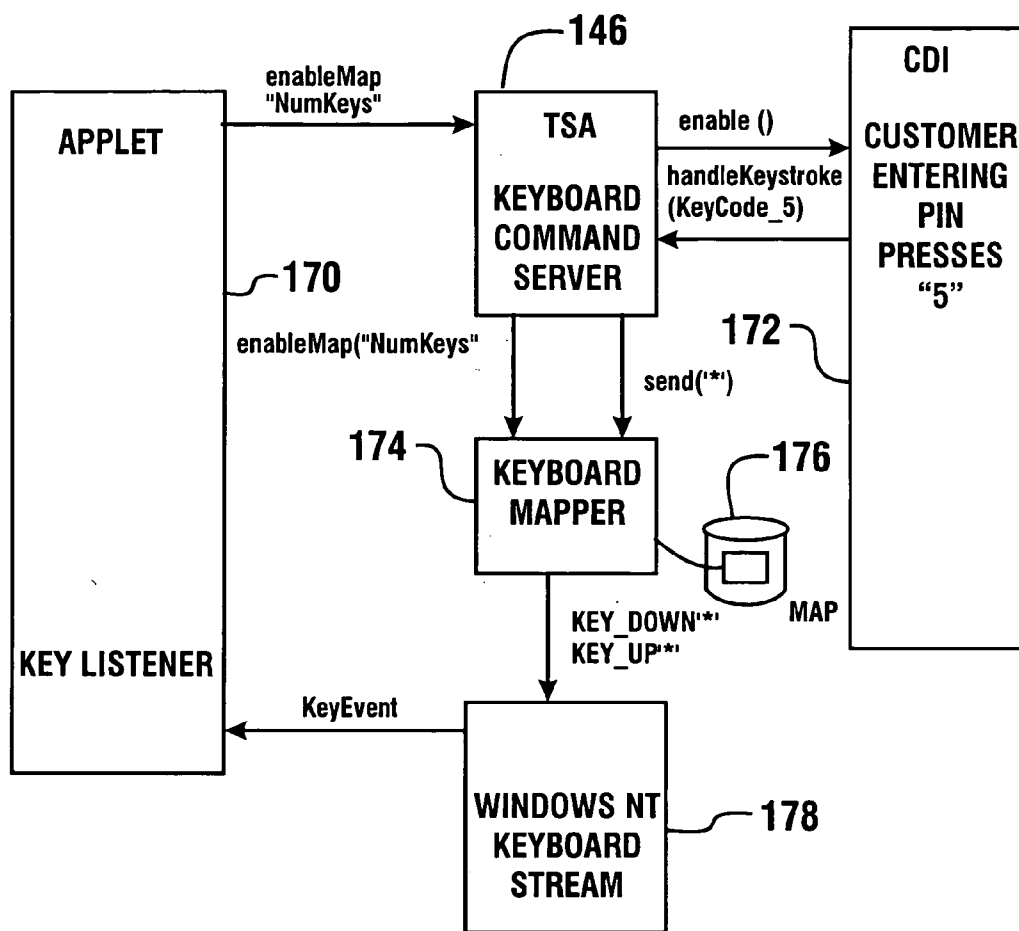 146
enableMap
"NumKeys"
APPLET
TSA
KEYBOARD
COMMAND
SERVER
enable ()
handleKeystroke
(KeyCode_5)
CDI
CUSTOMER
ENTERING
PIN
PRESSES
“5”
170
172
enableMap("NumKeys"
send('*')
174
KEYBOARD
MAPPER
176
MAP
KEY_DOWN'*'
KEY_UP'*'
KEY LISTENER
KeyEvent
WINDOWS NT
KEYBOARD
STREAM
178